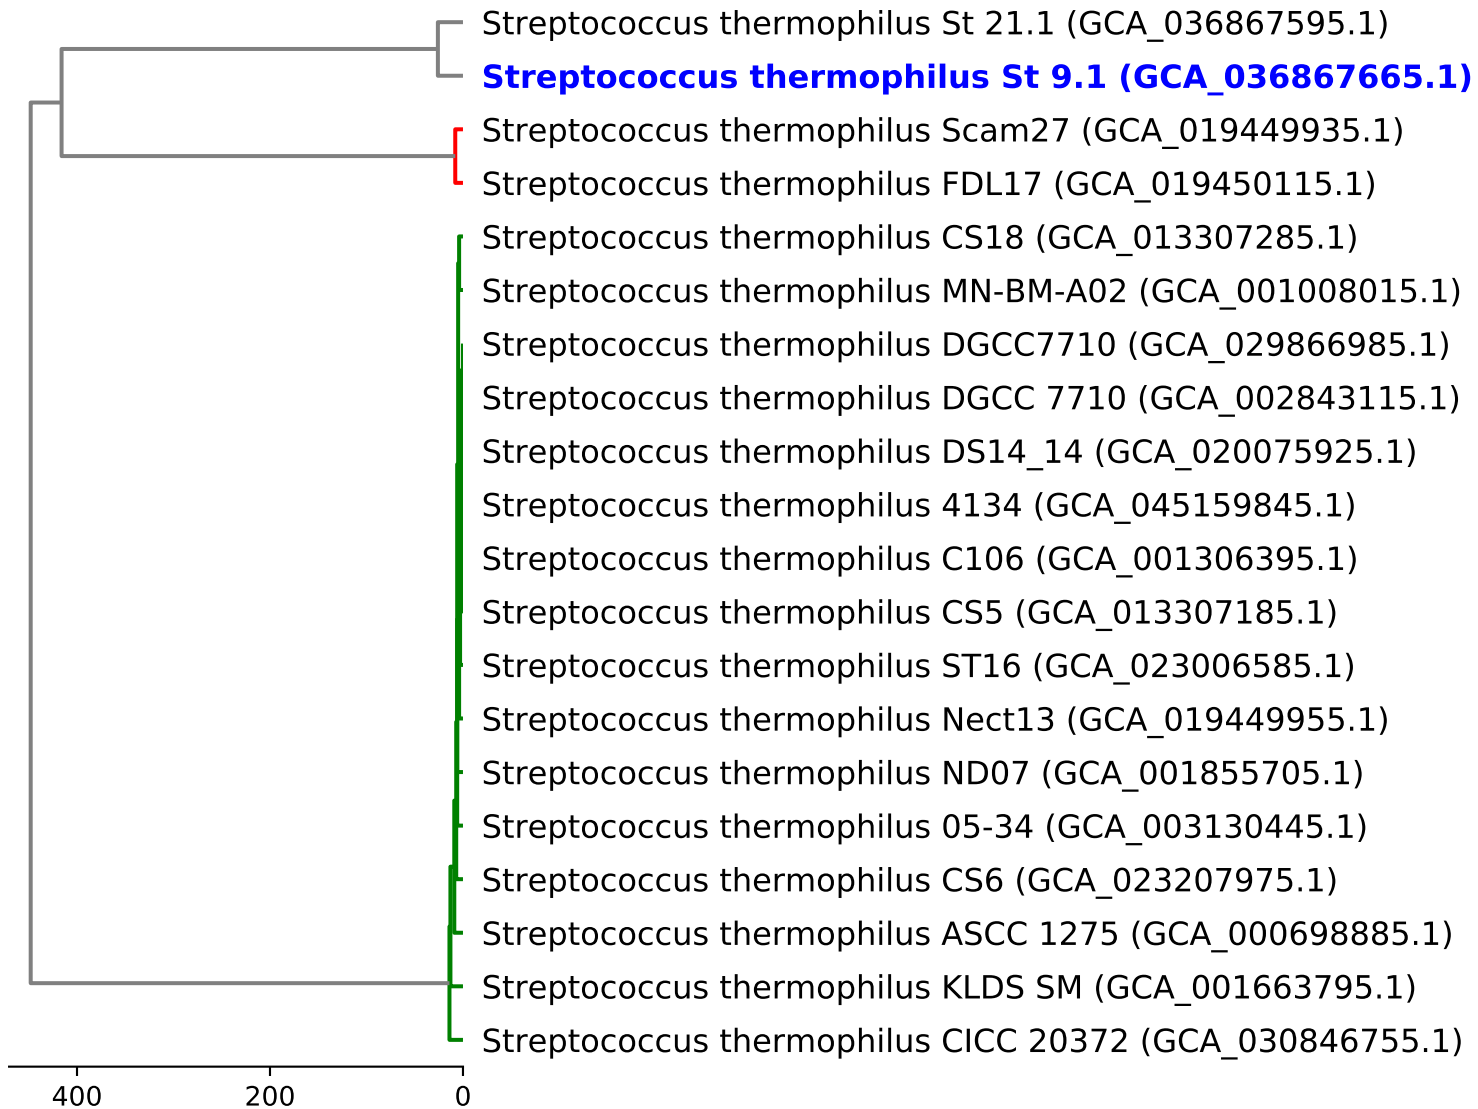 Streptococcus thermophilus St 21.1 (GCA_036867595.1)
Streptococcus thermophilus St 9.1 (GCA_036867665.1)
Streptococcus thermophilus Scam27 (GCA_019449935.1)
Streptococcus thermophilus FDL17 (GCA_019450115.1)
Streptococcus thermophilus CS18 (GCA_013307285.1)
Streptococcus thermophilus MN-BM-A02 (GCA_001008015.1)
Streptococcus thermophilus DGCC7710 (GCA_029866985.1)
Streptococcus thermophilus DGCC 7710 (GCA_002843115.1)
Streptococcus thermophilus DS14_14 (GCA_020075925.1)
Streptococcus thermophilus 4134 (GCA_045159845.1)
Streptococcus thermophilus C106 (GCA_001306395.1)
Streptococcus thermophilus CS5 (GCA_013307185.1)
Streptococcus thermophilus ST16 (GCA_023006585.1)
Streptococcus thermophilus Nect13 (GCA_019449955.1)
Streptococcus thermophilus ND07 (GCA_001855705.1)
Streptococcus thermophilus 05-34 (GCA_003130445.1)
Streptococcus thermophilus CS6 (GCA_023207975.1)
Streptococcus thermophilus ASCC 1275 (GCA_000698885.1)
Streptococcus thermophilus KLDS SM (GCA_001663795.1)
Streptococcus thermophilus CICC 20372 (GCA_030846755.1)
400 200 0